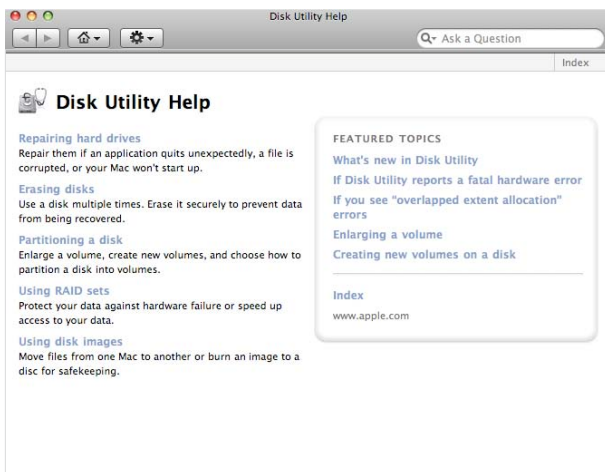 Disk Utility Help
Ask a Question
Index
Disk Utility Help
Repairing hard drives
Repair them if an application quits unexpectedly, a file is
corrupted, or your Mac won't start up.
Erasing disks
Use a disk multiple times. Erase it securely to prevent data
from being recovered.
Partitioning a disk
Enlarge a volume, create new volumes, and choose how to
partition a disk into volumes.
Using RAID sets
Protect your data against hardware failure or speed up
access to your data.
Using disk images
Move files from one Mac to another or burn an image to a
disc for safekeeping.
FEATURED TOPICS
What's new in Disk Utility
If Disk Utility reports a fatal hardware error
If you see "overlapped extent allocation"
errors
Enlarging a volume
Creating new volumes on a disk
Index
www.apple.com